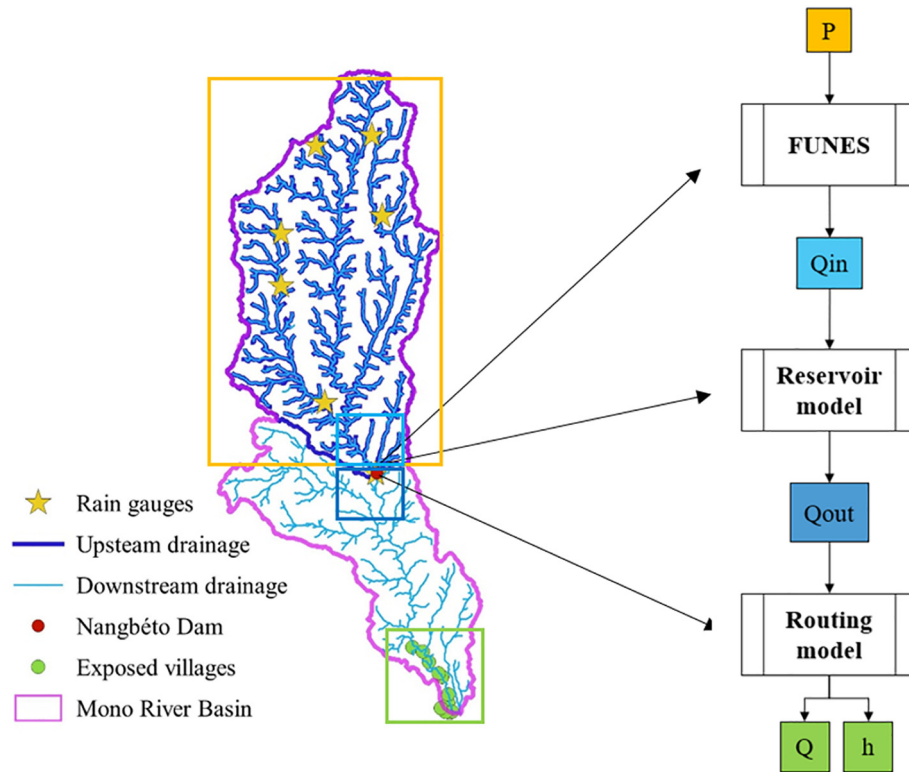 P
FUNES
Qin
Reservoir
model
Qout
Routing
model
Q
h
Rain gauges
Upsteam drainage
Downstream drainage
Nangbéto Dam
Exposed villages
Mono River Basin